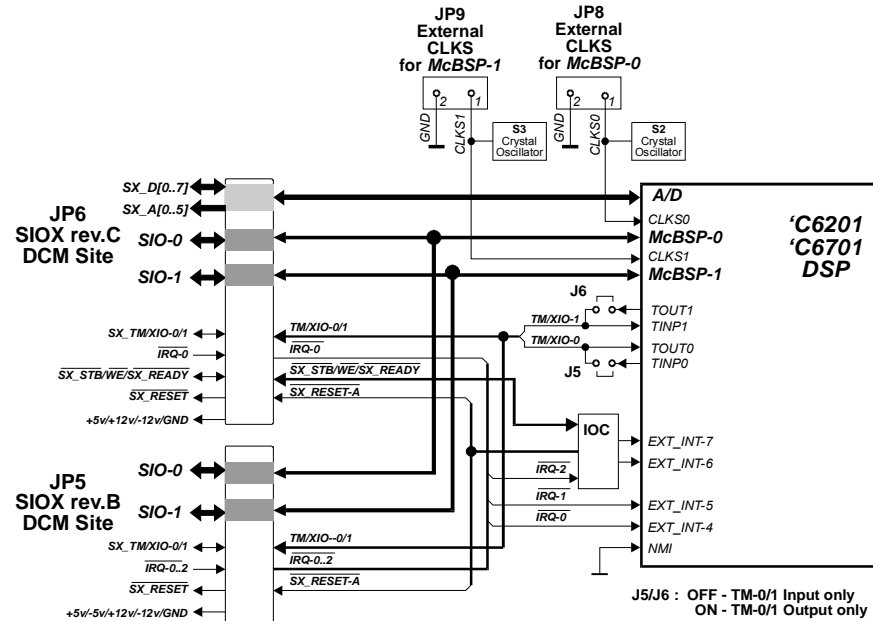 JP9
External
CLKS
for McBSP-1
JP8
External
CLKS
for McBSP-0
2 1
2 1
GND
CLKS1
S3
Crystal
Oscillator
GND
CLKS0
S2
Crystal
Oscillator
JP6
SIOX rev.C
DCM Site
SX_D[0..7]
SX_A[0..5]
SIO-0
SIO-1
SX_TM/XIO-0/1
IRQ-0
SX_STB/WE/SX_READY
SX_RESET
+5v/+12v/-12v/GND
TM/XIO-0/1
IRQ-0
SX_STB/WE/SX_READY
SX_RESET-A
A/D
CLKS0
McBSP-0
CLKS1
McBSP-1
'C6201
'C6701
DSP
J6
TM/XIO-1
TM/XIO-0
J5
TOUT1
TINP1
TOUT0
TINP0
IOC
IRQ-2
IRQ-1
IRQ-0
EXT_INT-7
EXT_INT-6
EXT_INT-5
EXT_INT-4
NMI
JP5
SIOX rev.B
DCM Site
SIO-0
SIO-1
SX_TM/XIO-0/1
IRQ-0..2
SX_RESET
+5v/-5v/+12v/-12v/GND
TM/XIO--0/1
IRQ-0..2
SX_RESET-A
J5/J6 : OFF - TM-0/1 Input only
ON - TM-0/1 Output only